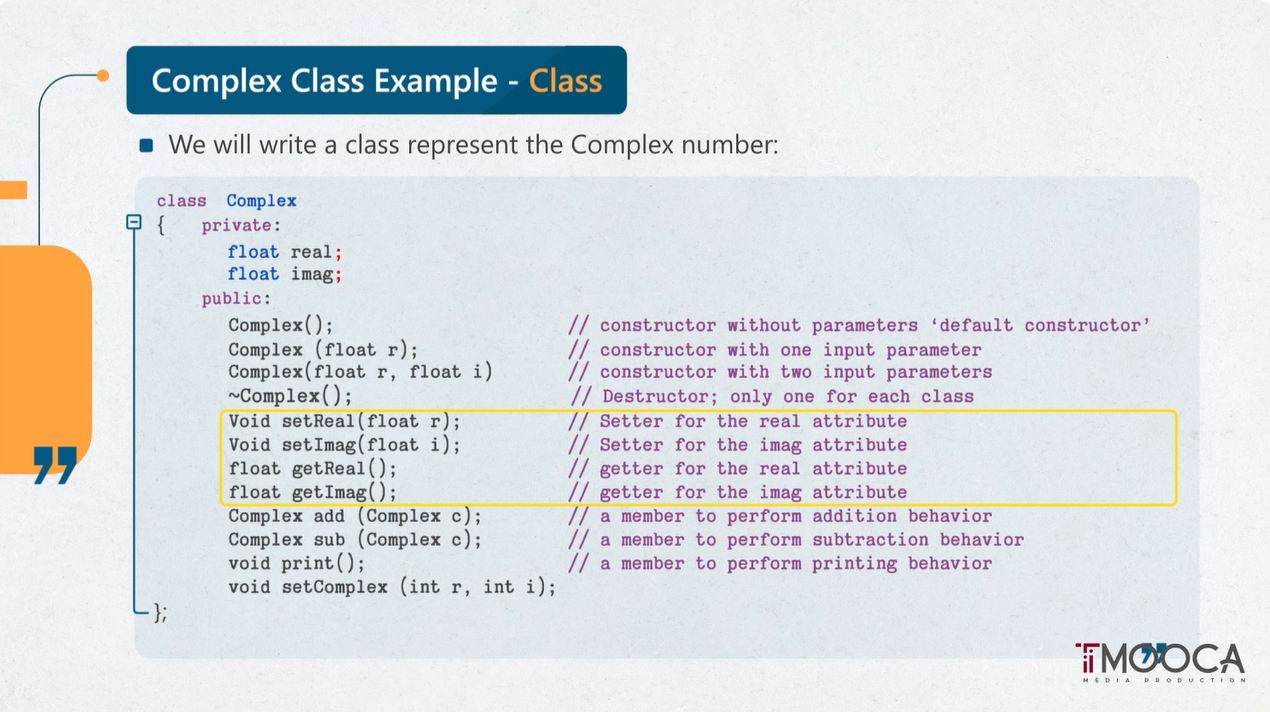 Complex Class Example - Class
We will write a class represent the Complex number:
class Complex
{ private:
float real;
float imag;
public:
Complex(); // constructor without parameters ‘default constructor’
Complex (float r); // constructor with one input parameter
Complex(float r, float i) // constructor with two input parameters
~Complex(); // Destructor; only one for each class
Void setReal(float r); // Setter for the real attribute
Void setImag(float i); // Setter for the imag attribute
float getReal(); // getter for the real attribute
float getImag(); // getter for the imag attribute
Complex add (Complex c); // a member to perform addition behavior
Complex sub (Complex c); // a member to perform subtraction behavior
void print(); // a member to perform printing behavior
void setComplex (int r, int i);
};
TMOOCA
MEDIA PRODUCTION